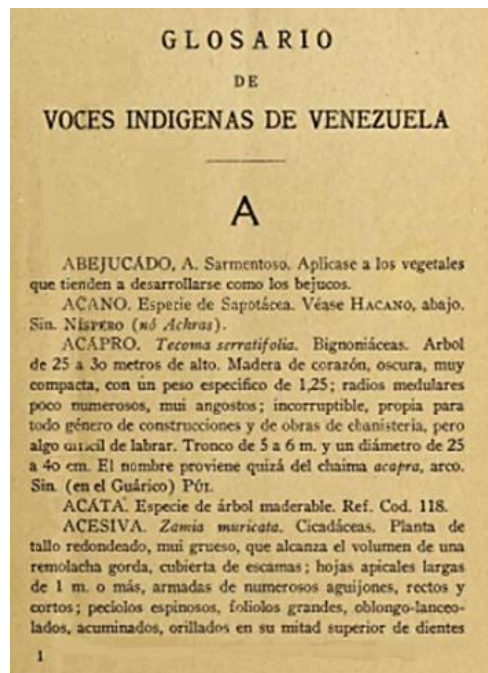 GLOSARIO
DE
VOCES INDIGENAS DE VENEZUELA
A
ABEJUCÁDO, A. Sarmentoso. Aplícase a los vegetales
que tienden a desarrollarse como los bejucos.
ACANO. Especie de Sapotácea. Véase HACANO, abajo.
Sin. NÍSPERO (nó Achras).
ACÁPRO. Tecoma serratifolia. Bignoniáceas. Arbol
de 25 a 30 metros de alto. Madera de corazón, oscura, muy
compacta, con un peso específico de 1,25; radios medulares
poco numerosos, mui angostos; incorruptible, propia para
todo género de construcciones y de obras de ebanistería, pero
algo difícil de labrar. Tronco de 5 a 6 m. y un diámetro de 25
a 40 cm. El nombre proviene quizá del chaima acapra, arco.
Sin. (en el Guárico) PÚI.
ACÁTA. Especie de árbol maderable. Ref. Cod. 118.
ACESIVA. Zamia muricata. Cicadáceas. Planta de
tallo redondeado, mui grueso, que alcanza el volumen de una
remolacha gorda, cubierta de escamas; hojas apicales largas
de 1 m. o más, armadas de numerosos aguijones, rectos y
cortos; peciolos espinosos, foliolos grandes, oblongo-lanceo-
lados, acuminados, orillados en su mitad superior de dientes
1